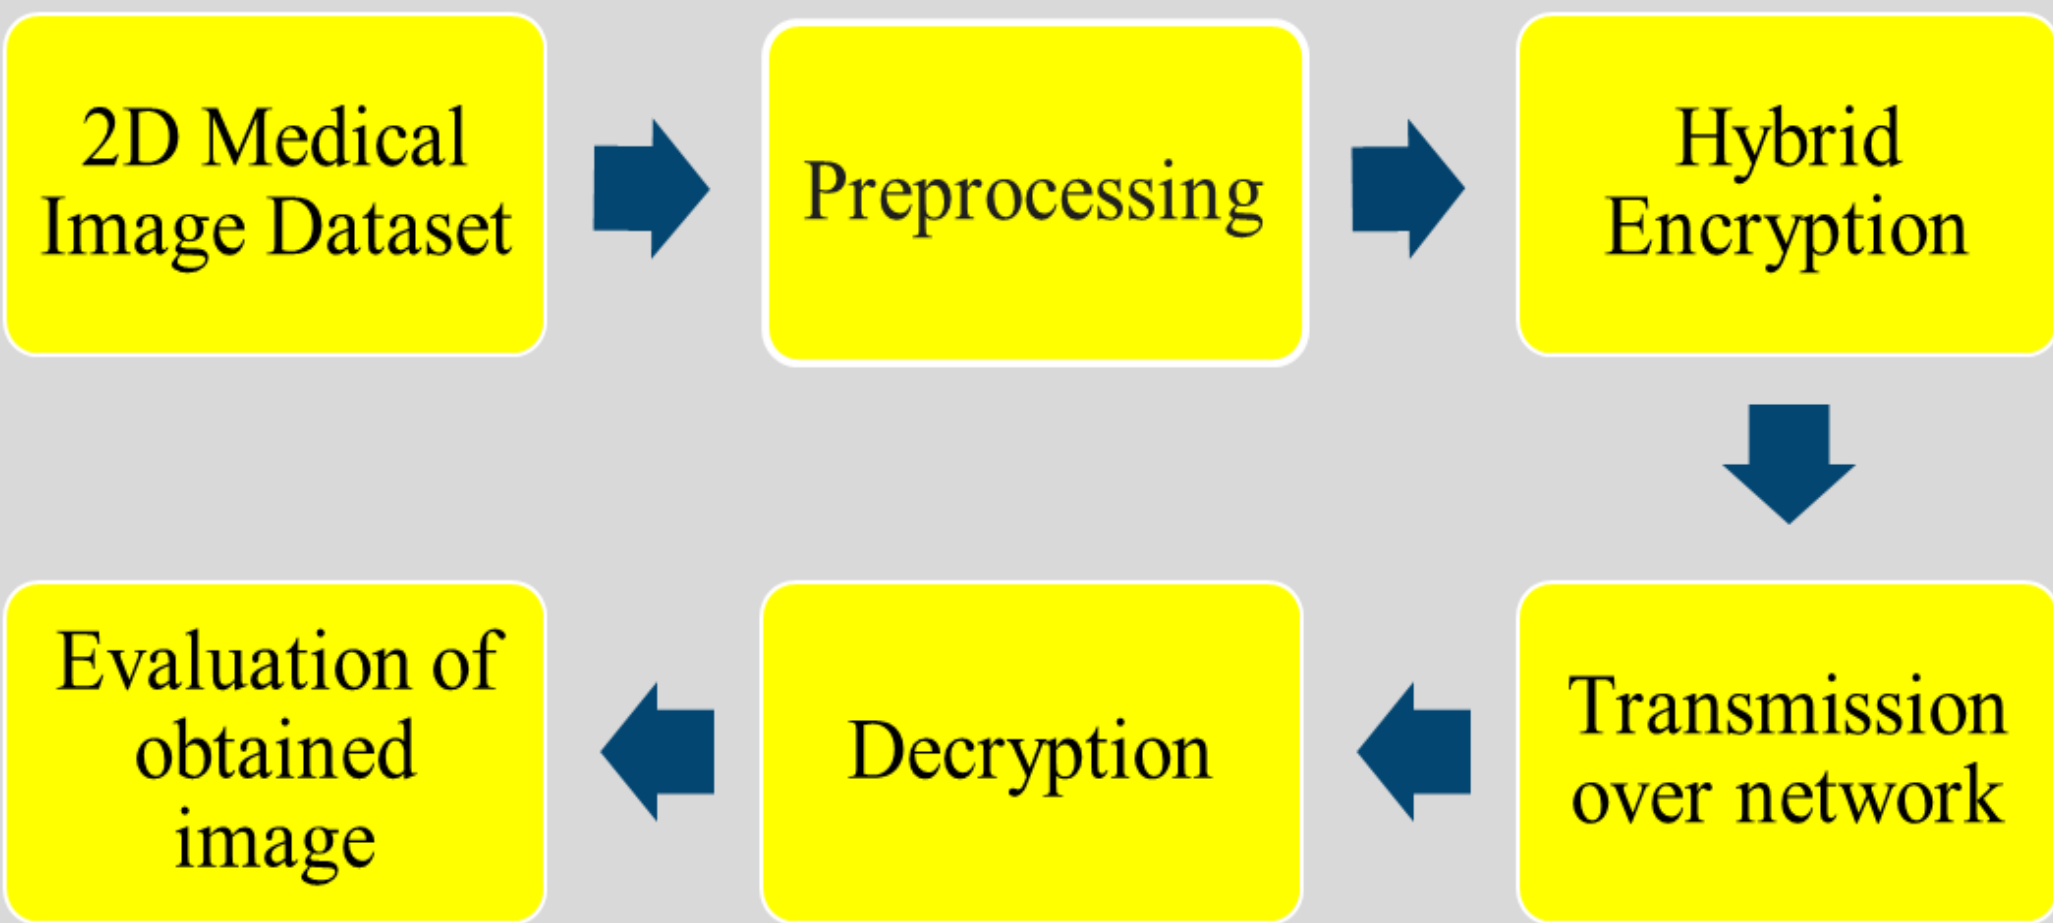 2D Medical
Image Dataset
Preprocessing
Hybrid
Encryption
Transmission
over network
Decryption
Evaluation of
obtained
image